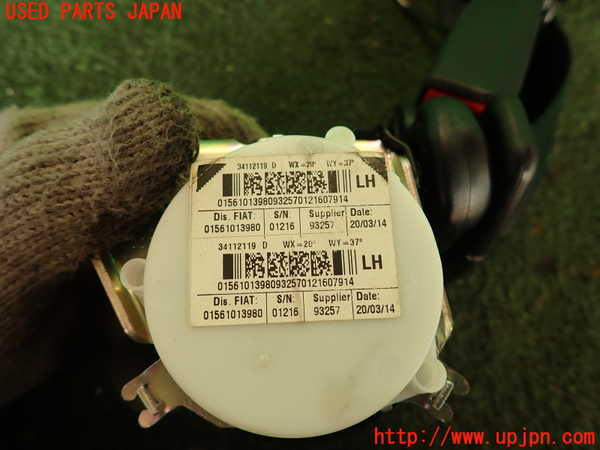 USED PARTS JAPAN
34112119 D WX=20° WY=37°
LH
01561013980932570121607914
Dis. FIAT: S/N: Supplier Date:
01561013980 01216 93257 20/03/14
34112119 D WX=20° WY=37°
LH
01561013980932570121607914
Dis. FIAT: S/N: Supplier Date:
01561013980 01216 93257 20/03/14
http://www.upjpn.com/